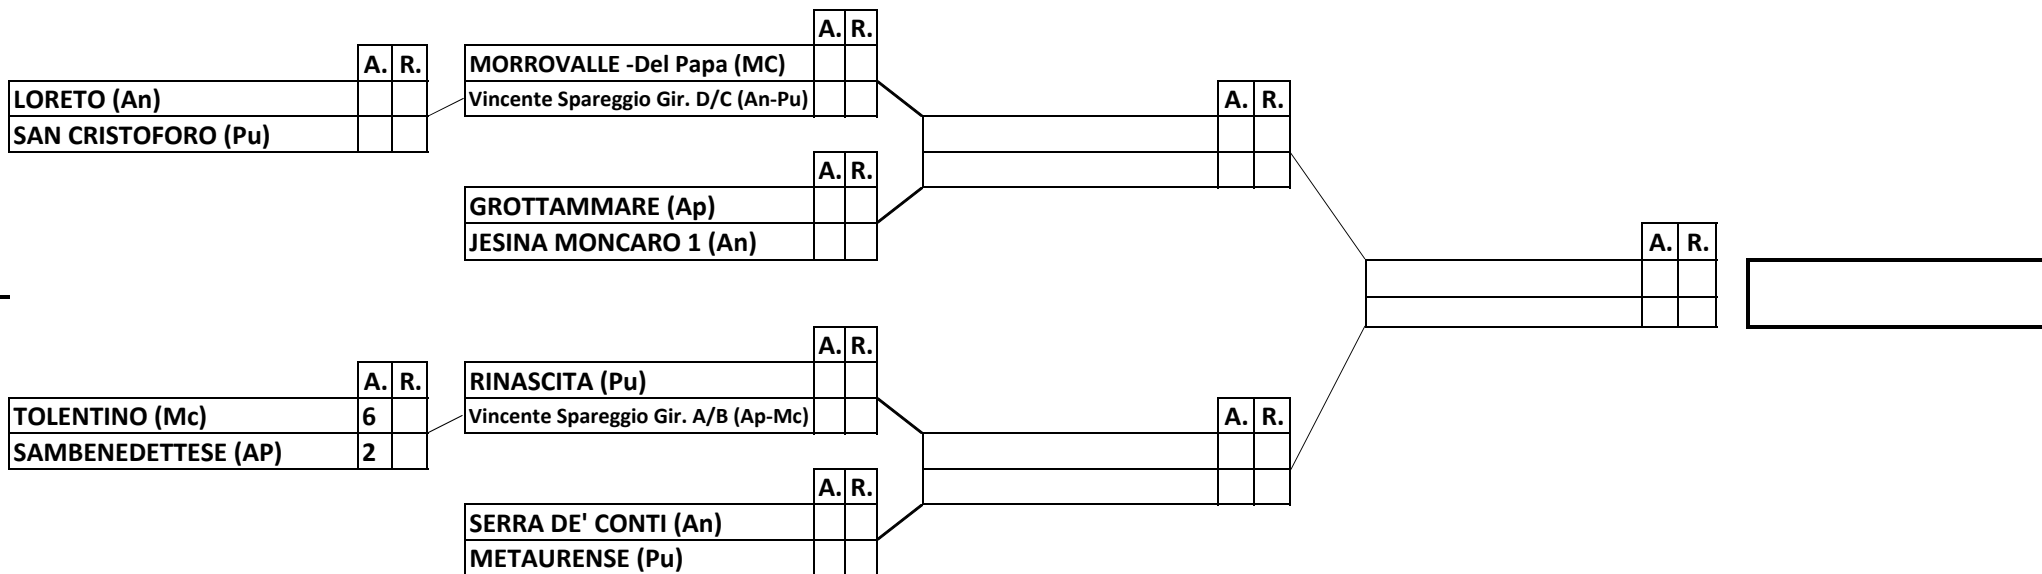 A. R.
A. R.
MORROVALLE -Del Papa (MC)
LORETO (An)
Vincente Spareggio Gir. D/C (An-Pu)
A. R.
SAN CRISTOFORO (Pu)
A. R.
GROTTAMMARE (Ap)
JESINA MONCARO 1 (An)
A. R.
A. R.
A. R.
RINASCITA (Pu)
TOLENTINO (Mc) 6
Vincente Spareggio Gir. A/B (Ap-Mc)
A. R.
SAMBENEDETTESE (AP) 2
A. R.
SERRA DE' CONTI (An)
METAURENSE (Pu)